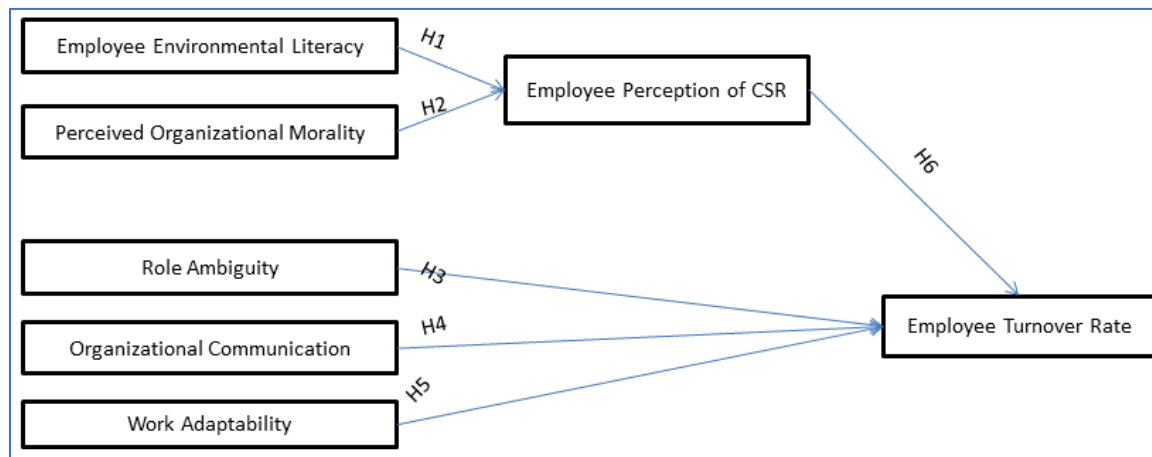 Employee Environmental Literacy
H1
Employee Perception of CSR
H2
Perceived Organizational Morality
H6
Role Ambiguity
H3
Organizational Communication
H4
Employee Turnover Rate
H5
Work Adaptability